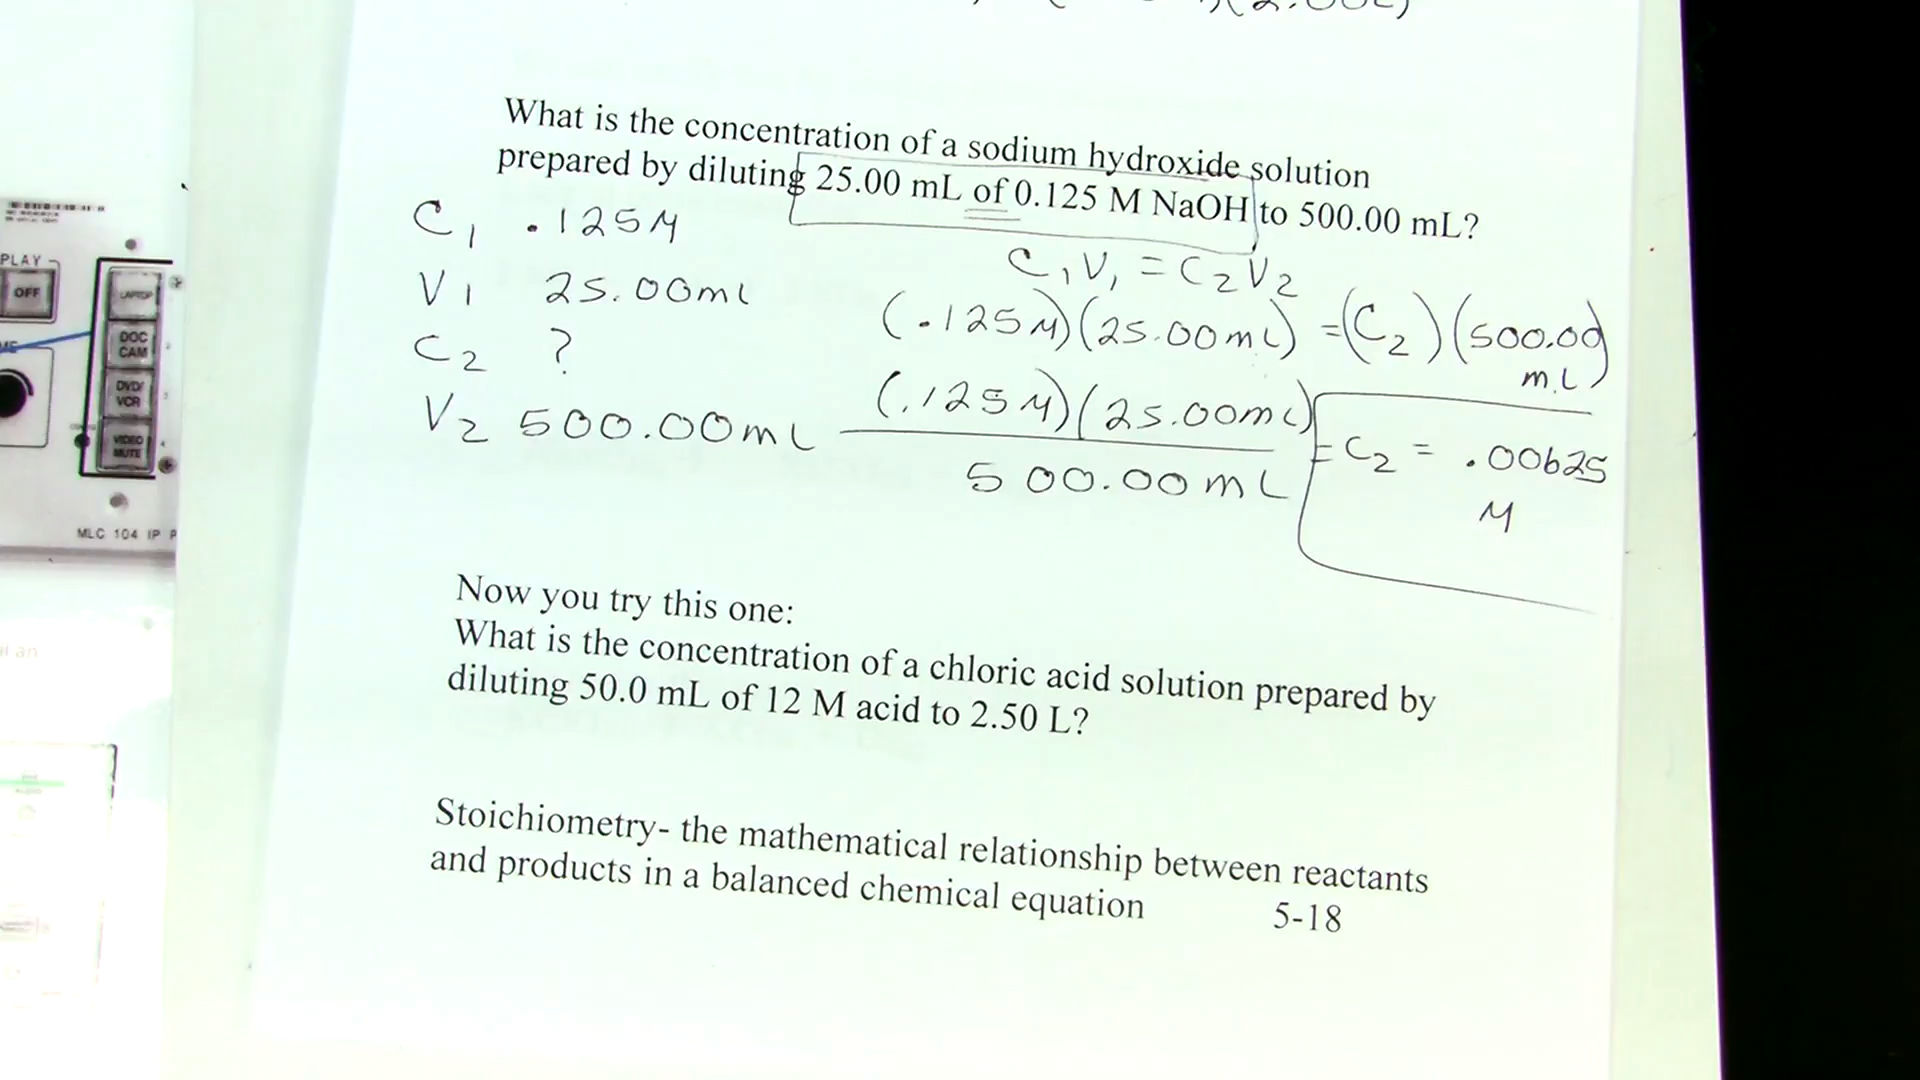 What is the concentration of a sodium hydroxide solution
prepared by diluting 25.00 mL of 0.125 M NaOH to 500.00 mL?
C1 .125M
V1 25.00mL
C2 ?
V2 500.00mL
C1V1 = C2V2
(.125M)(25.00mL) = (C2)(500.00
mL)
(.125M)(25.00mL)
500.00mL
= C2 = .00625
M
Now you try this one:
What is the concentration of a chloric acid solution prepared by
diluting 50.0 mL of 12 M acid to 2.50 L?
Stoichiometry- the mathematical relationship between reactants
and products in a balanced chemical equation
5-18
PLAY
OFF
LAPTOP
DOC
CAM
DVD/
VCR
VIDEO
MUTE
MLC 104 IP